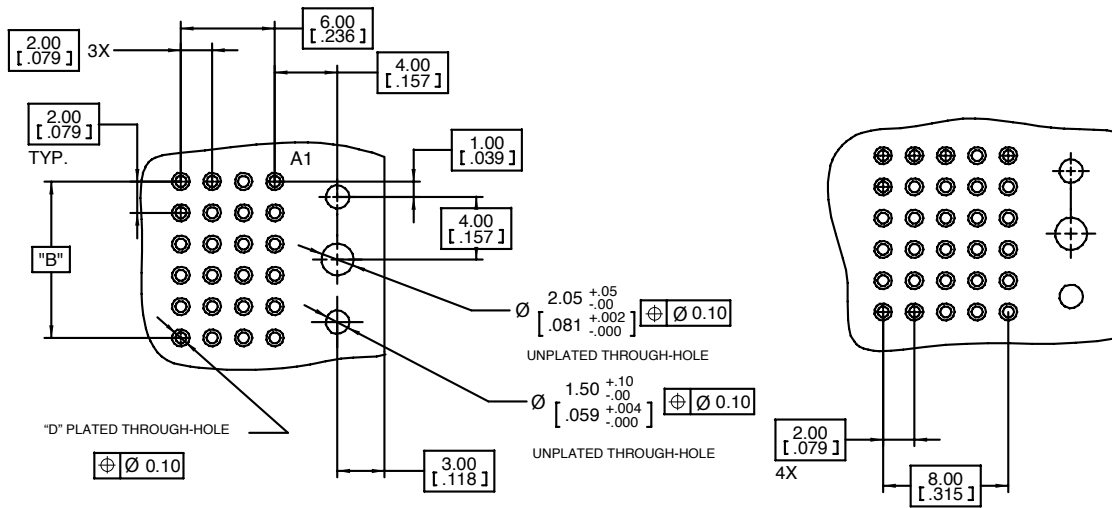 6.00
[.236]
2.00
[.079]
3X
4.00
[.157]
2.00
[.079]
TYP.
1.00
[.039]
A1
4.00
[.157]
"B"
Ø 2.05 +.05 -.00
[.081 +.002 -.000]
⌖ Ø 0.10
UNPLATED THROUGH-HOLE
Ø 1.50 +.10 -.00
[.059 +.004 -.000]
⌖ Ø 0.10
UNPLATED THROUGH-HOLE
"D" PLATED THROUGH-HOLE
⌖ Ø 0.10
3.00
[.118]
2.00
[.079]
4X
8.00
[.315]